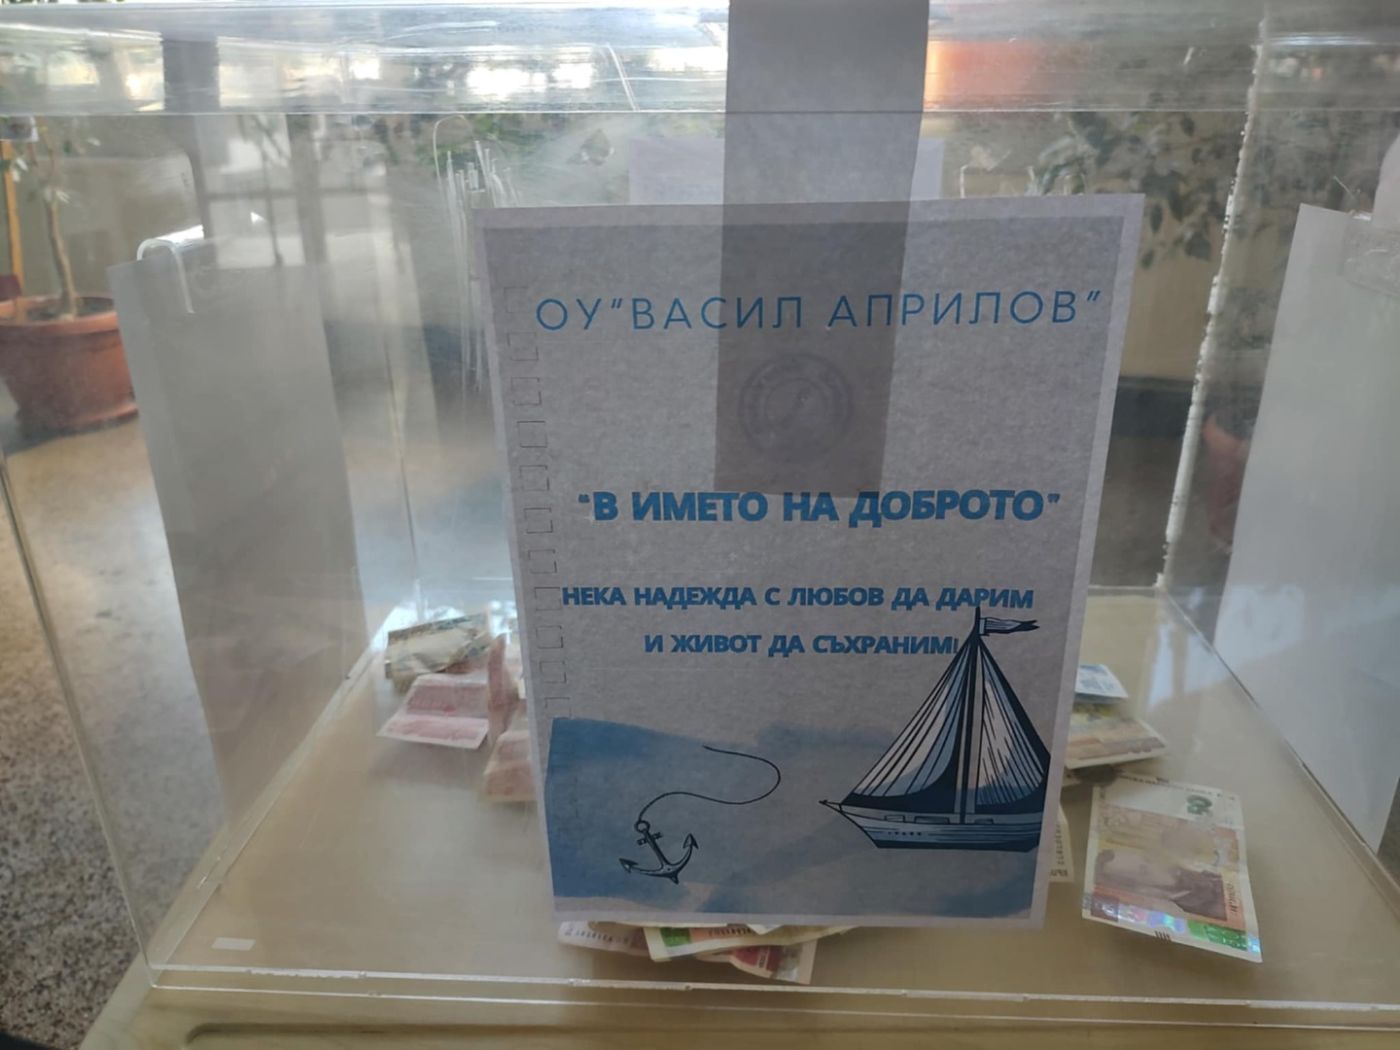 ОУ"ВАСИЛ АПРИЛОВ"
"В ИМЕТО НА ДОБРОТО"
НЕКА НАДЕЖДА С ЛЮБОВ ДА ДАРИМ
И ЖИВОТ ДА СЪХРАНИМ!